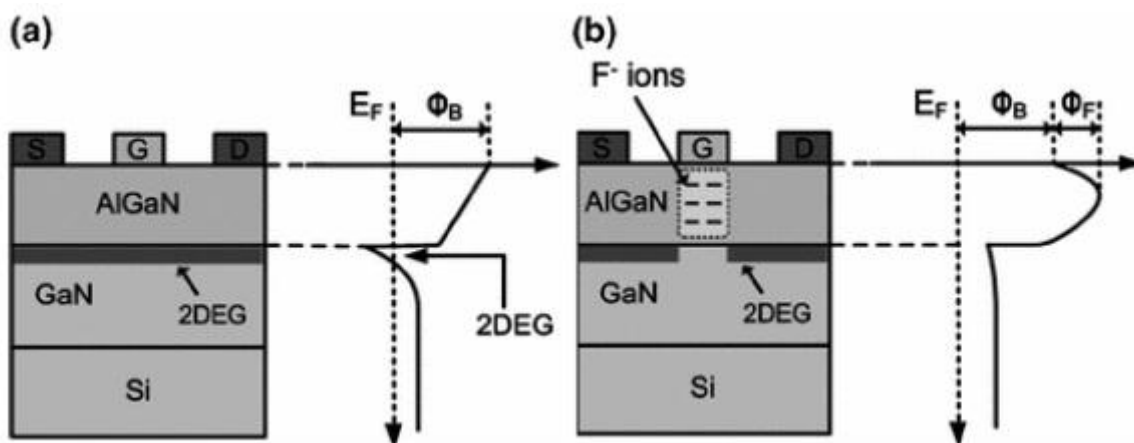 (a)
E_F Φ_B
S G D
AlGaN
GaN
2DEG
2DEG
Si
(b)
F⁻ ions
E_F Φ_B Φ_F
S G D
AlGaN
GaN
2DEG
Si